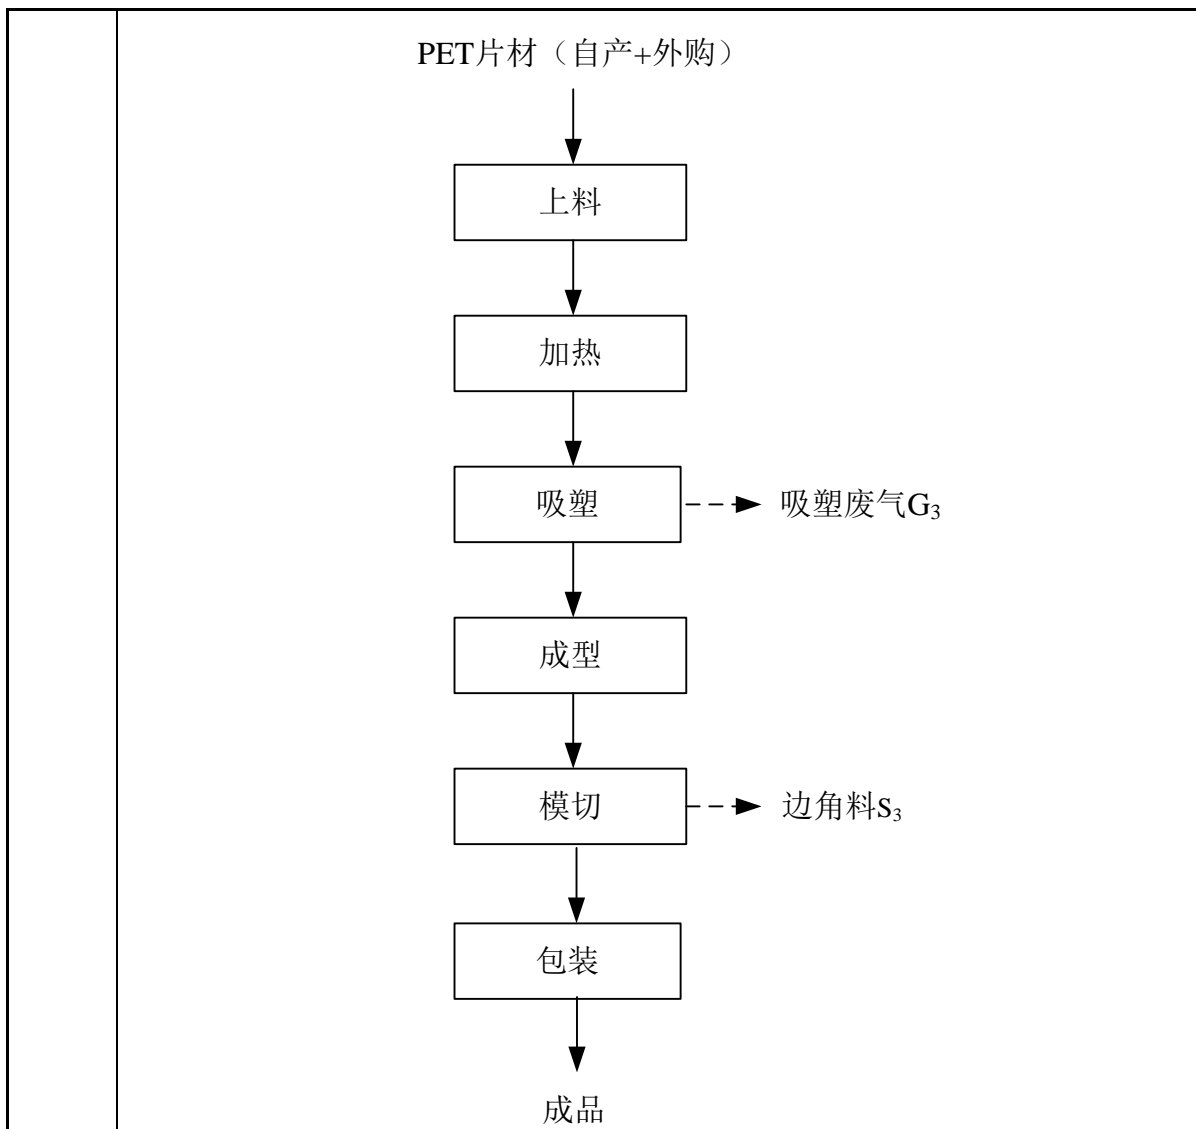 PET片材（自产+外购）
上料
加热
吸塑
吸塑废气G₃
成型
模切
边角料S₃
包装
成品